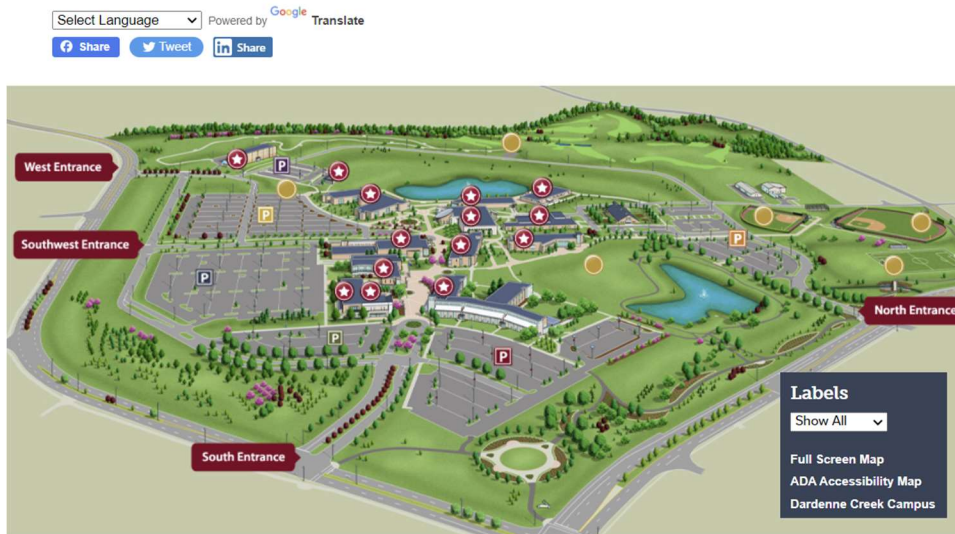 Select Language Powered by Google Translate
Share Tweet in Share
West Entrance
P
P
Southwest Entrance
P
P
North Entrance
P
P
Labels
Show All
South Entrance
Full Screen Map
ADA Accessibility Map
Dardenne Creek Campus